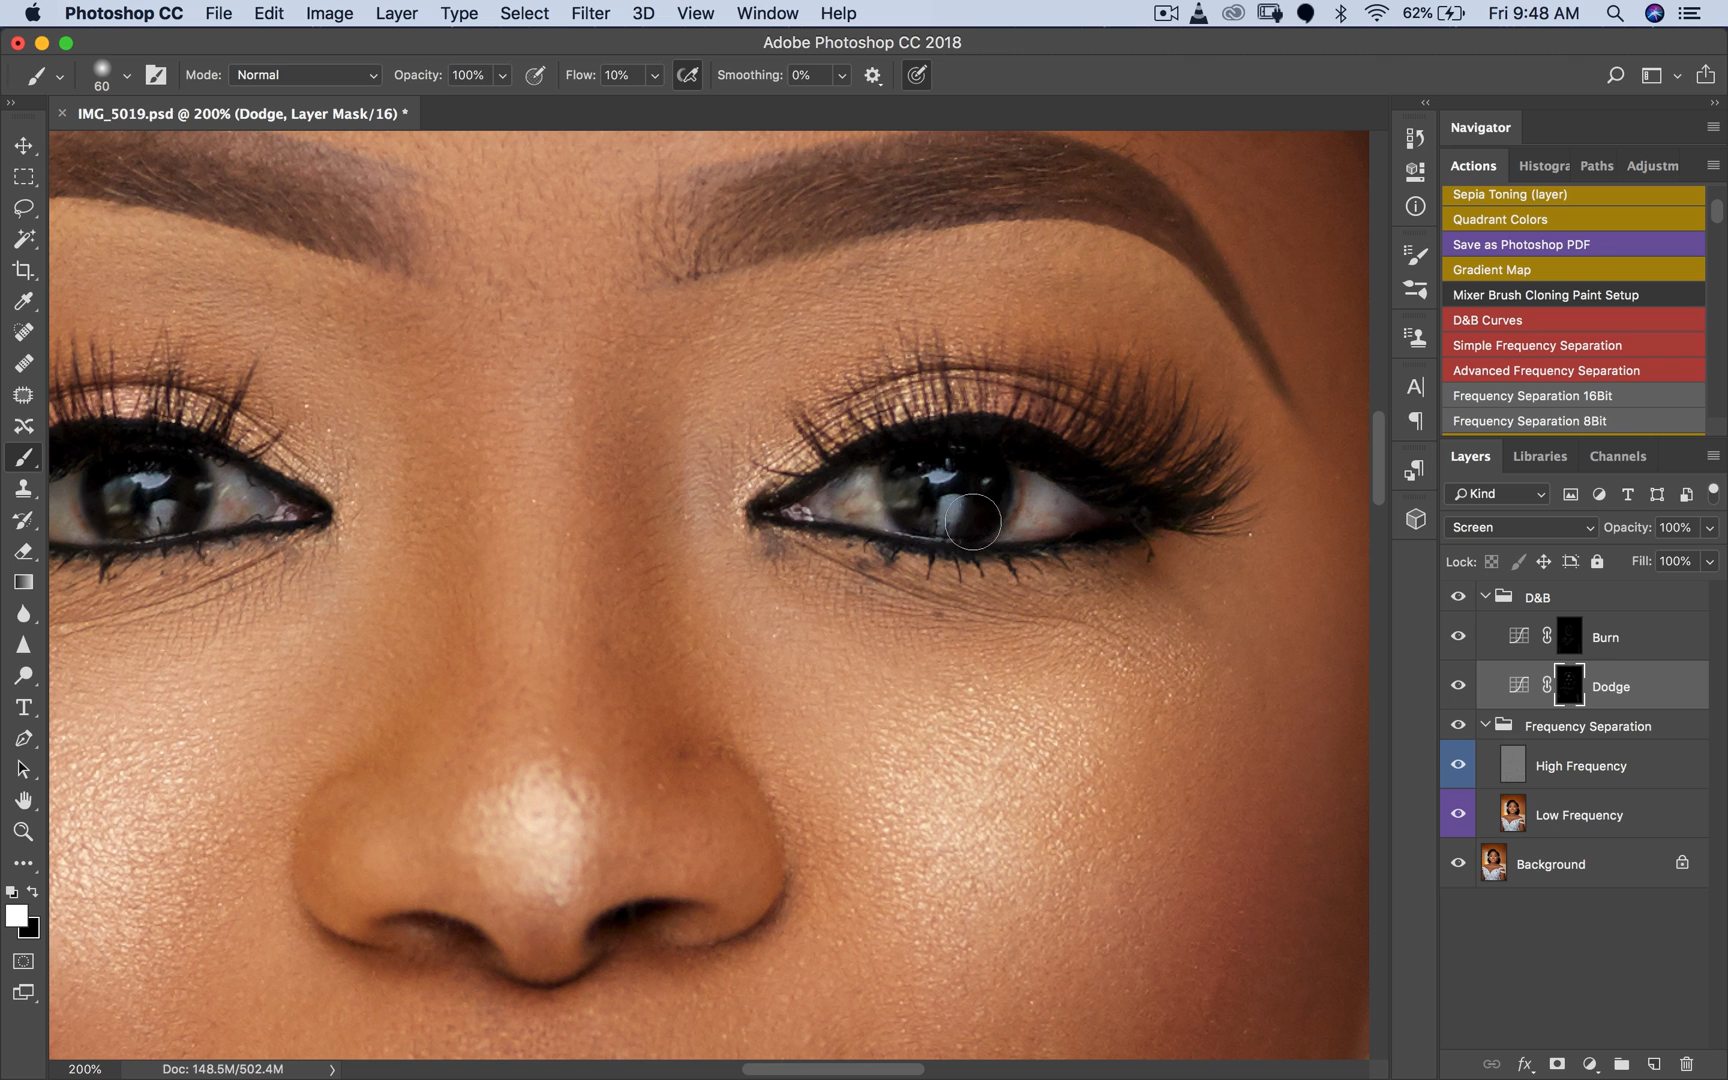 Photoshop CC File Edit Image Layer Type Select Filter 3D View Window Help 62% Fri 9:48 AM
Adobe Photoshop CC 2018
60 Mode: Normal Opacity: 100% Flow: 10% Smoothing: 0%
IMG_5019.psd @ 200% (Dodge, Layer Mask/16) *
Navigator
Actions Histogra Paths Adjustm
Sepia Toning (layer)
Quadrant Colors
Save as Photoshop PDF
Gradient Map
Mixer Brush Cloning Paint Setup
D&B Curves
Simple Frequency Separation
Advanced Frequency Separation
Frequency Separation 16Bit
Frequency Separation 8Bit
Layers Libraries Channels
Kind
Screen Opacity: 100%
Lock: Fill: 100%
D&B
Burn
Dodge
Frequency Separation
High Frequency
Low Frequency
Background
200% Doc: 148.5M/502.4M